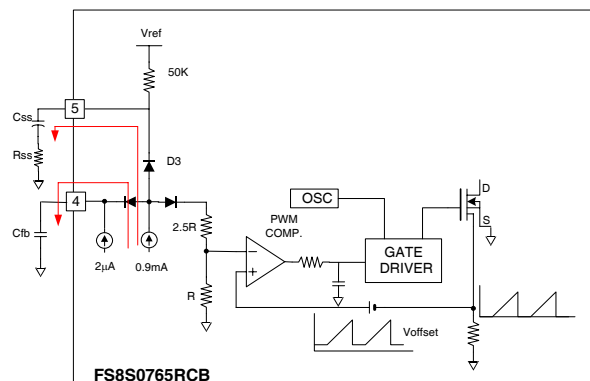 Vref
50K
5
Css
Rss
D3
4
Cfb
2μA
0.9mA
2.5R
R
OSC
PWM
COMP.
GATE
DRIVER
D
S
Voffset
FS8S0765RCB